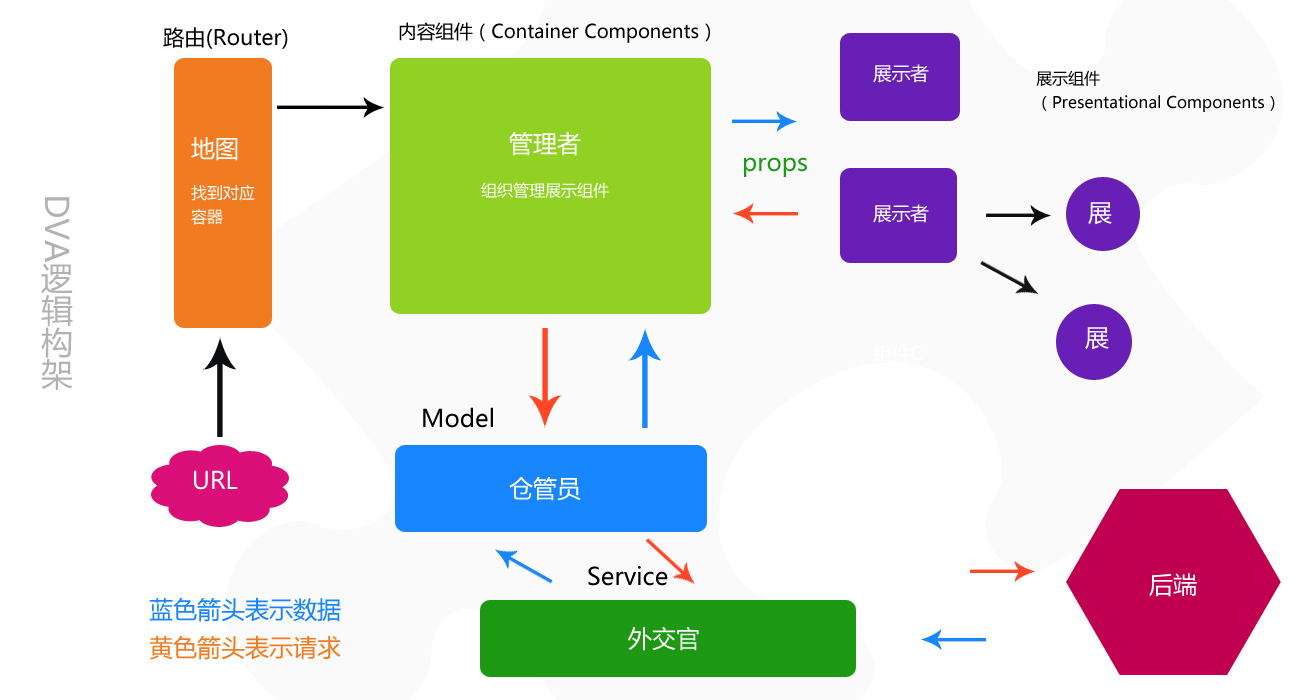 DVA逻辑构架
路由(Router)
地图
找到对应
容器
URL
内容组件（Container Components）
管理者
组织管理展示组件
props
展示者
展示者
展示组件
（Presentational Components）
展
展
组件C
Model
仓管员
Service
外交官
后端
蓝色箭头表示数据
黄色箭头表示请求